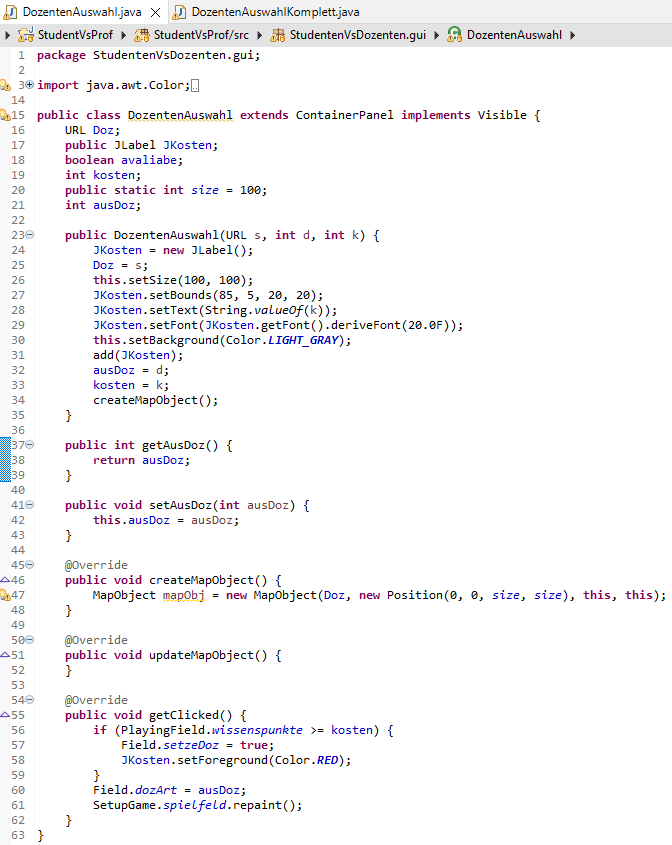 DozentenAuswahl.java DozentenAuswahlKomplett.java
StudentVsProf StudentVsProf/src StudentenVsDozenten.gui DozentenAuswahl
1 package StudentenVsDozenten.gui;
2
3 import java.awt.Color;
14
15 public class DozentenAuswahl extends ContainerPanel implements Visible {
16 URL Doz;
17 public JLabel JKosten;
18 boolean avaliabe;
19 int kosten;
20 public static int size = 100;
21 int ausDoz;
22
23 public DozentenAuswahl(URL s, int d, int k) {
24 JKosten = new JLabel();
25 Doz = s;
26 this.setSize(100, 100);
27 JKosten.setBounds(85, 5, 20, 20);
28 JKosten.setText(String.valueOf(k));
29 JKosten.setFont(JKosten.getFont().deriveFont(20.0F));
30 this.setBackground(Color.LIGHT_GRAY);
31 add(JKosten);
32 ausDoz = d;
33 kosten = k;
34 createMapObject();
35 }
36
37 public int getAusDoz() {
38 return ausDoz;
39 }
40
41 public void setAusDoz(int ausDoz) {
42 this.ausDoz = ausDoz;
43 }
44
45 @Override
46 public void createMapObject() {
47 MapObject mapObj = new MapObject(Doz, new Position(0, 0, size, size), this, this);
48 }
49
50 @Override
51 public void updateMapObject() {
52 }
53
54 @Override
55 public void getClicked() {
56 if (PlayingField.wissenspunkte >= kosten) {
57 Field.setzeDoz = true;
58 JKosten.setForeground(Color.RED);
59 }
60 Field.dozArt = ausDoz;
61 SetupGame.spielfeld.repaint();
62 }
63 }